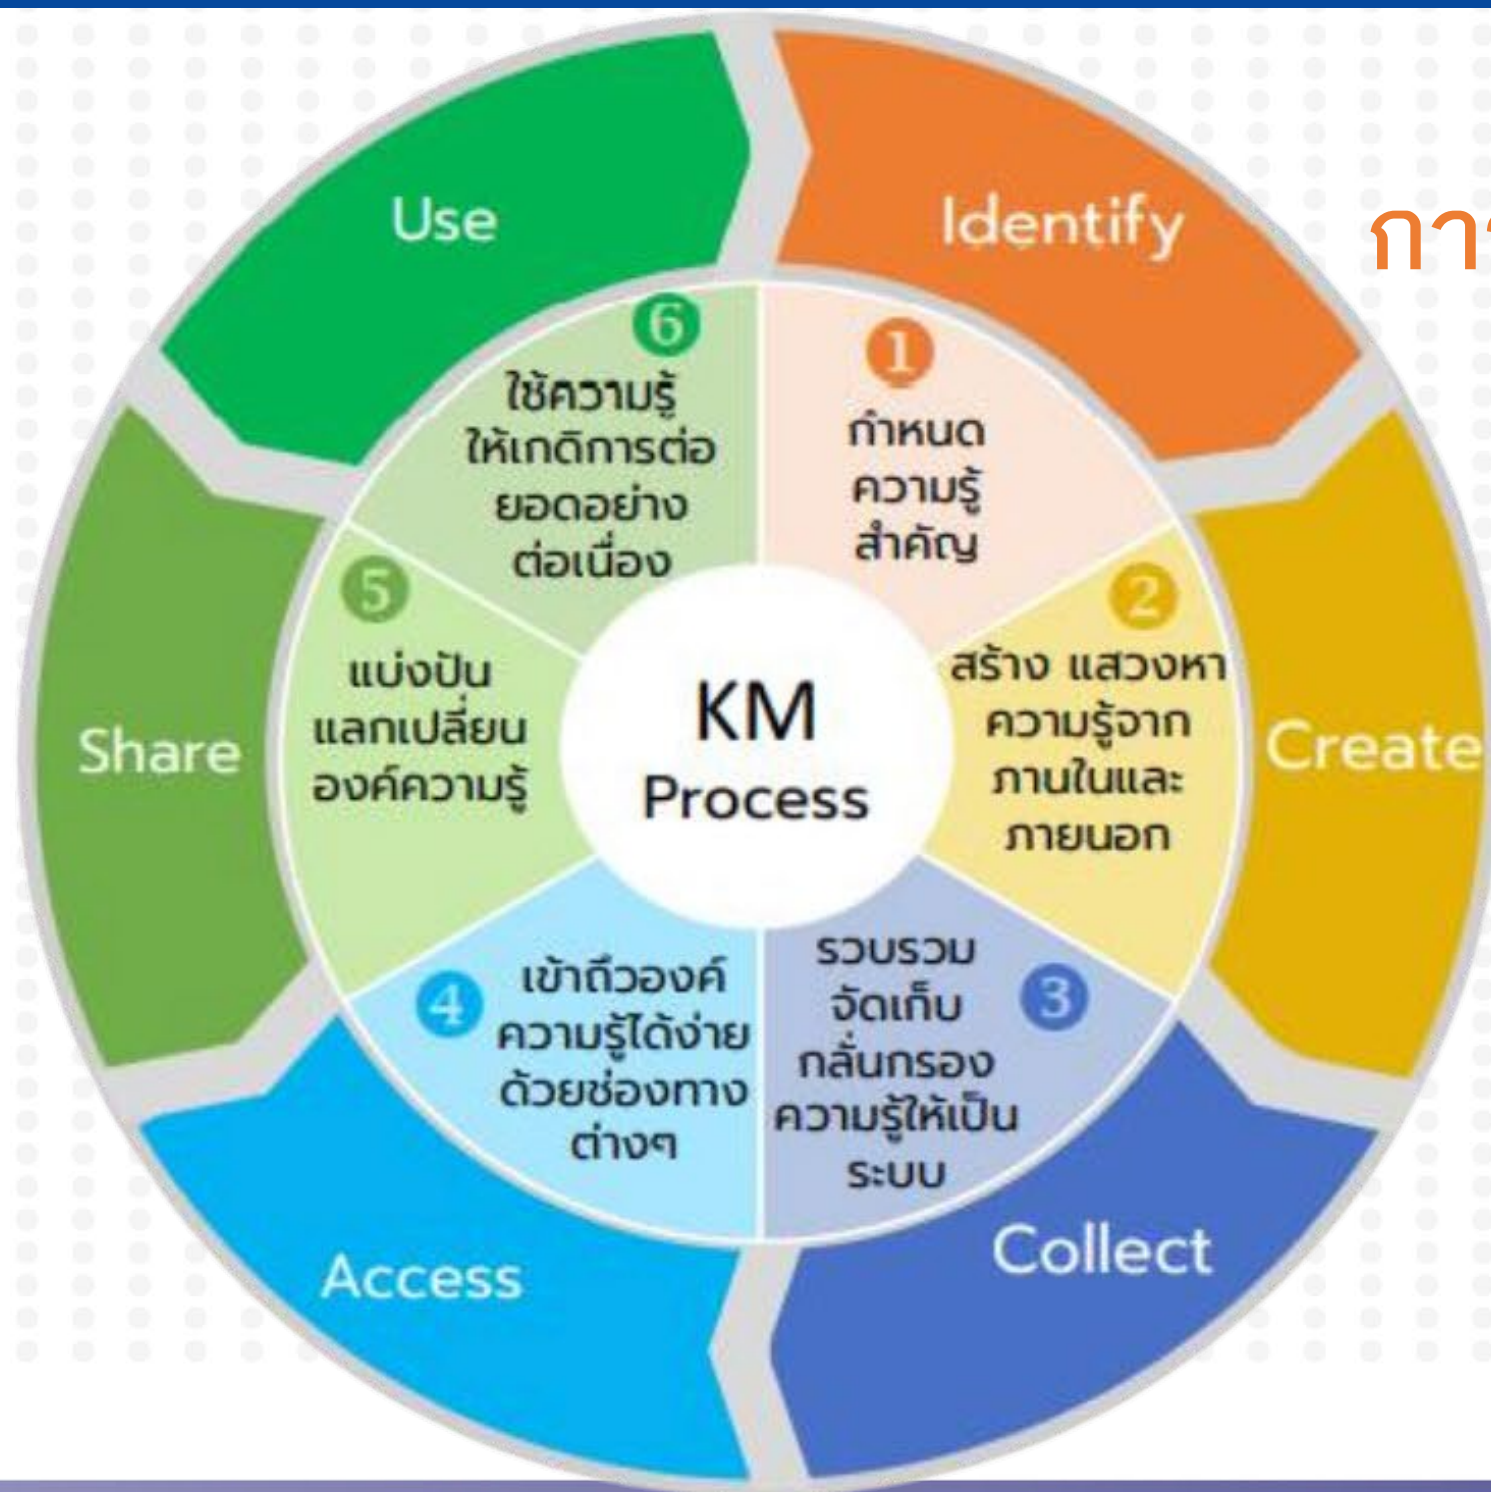 Use
Identify
กา
6
ใช้ความรู้
ให้เกดิการต่อ
ยอดอย่าง
ต่อเนื่อง
1
กำหนด
ความรู้
สำคัญ
5
แบ่งปัน
แลกเปลี่ยน
องค์ความรู้
2
สร้าง แสวงหา
ความรู้จาก
ภานในและ
ภายนอก
KM
Process
Share
Create
4
เข้าถึวองค์
ความรู้ได้ง่าย
ด้วยช่องทาง
ต่างๆ
3
รวบรวม
จัดเก็บ
กลั่นกรอง
ความรู้ให้เป็น
ระบบ
Access
Collect